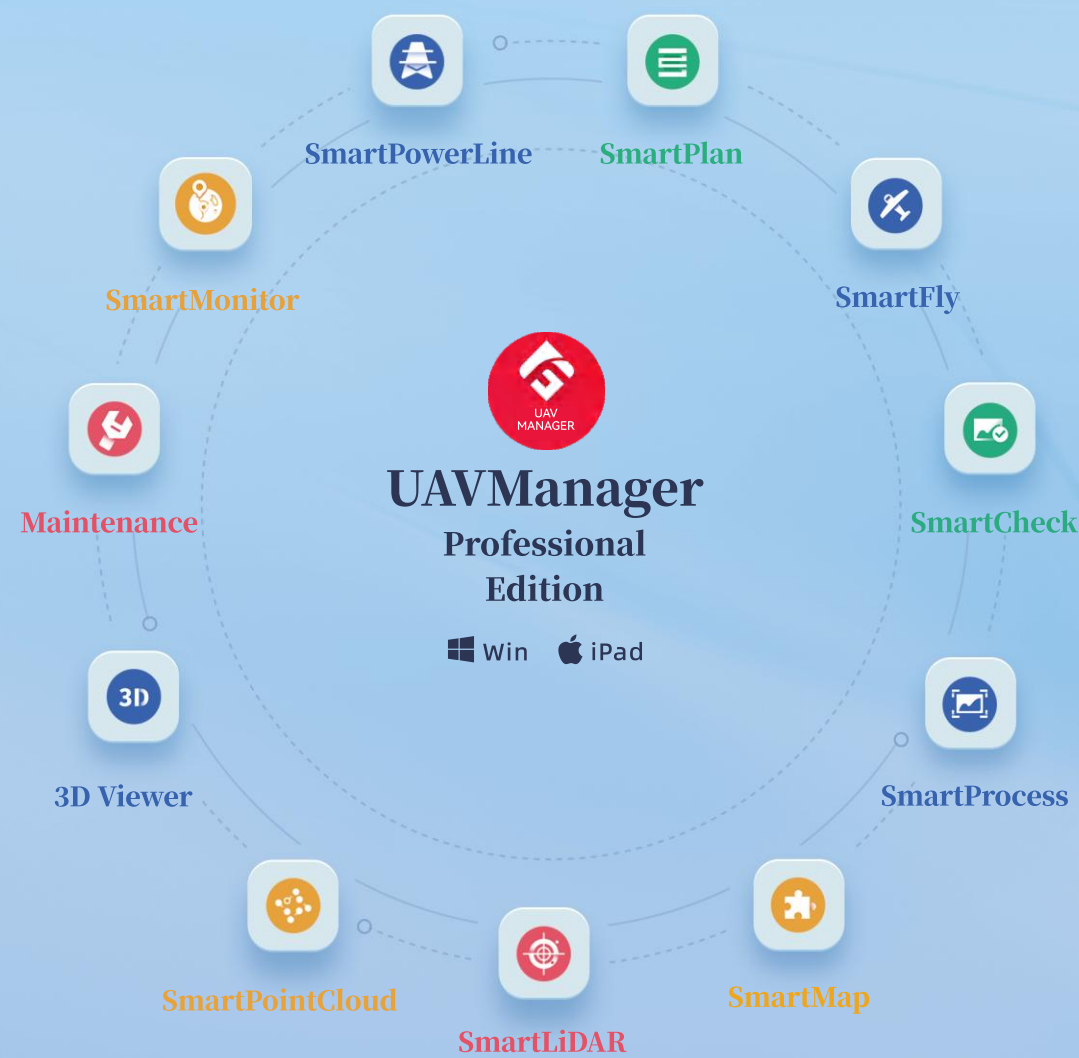 SmartPowerLine
SmartPlan
SmartMonitor
SmartFly
UAV
MANAGER
UAVManager
Professional
Edition
Win
iPad
Maintenance
SmartCheck
3D
3D Viewer
SmartProcess
SmartPointCloud
SmartMap
SmartLiDAR